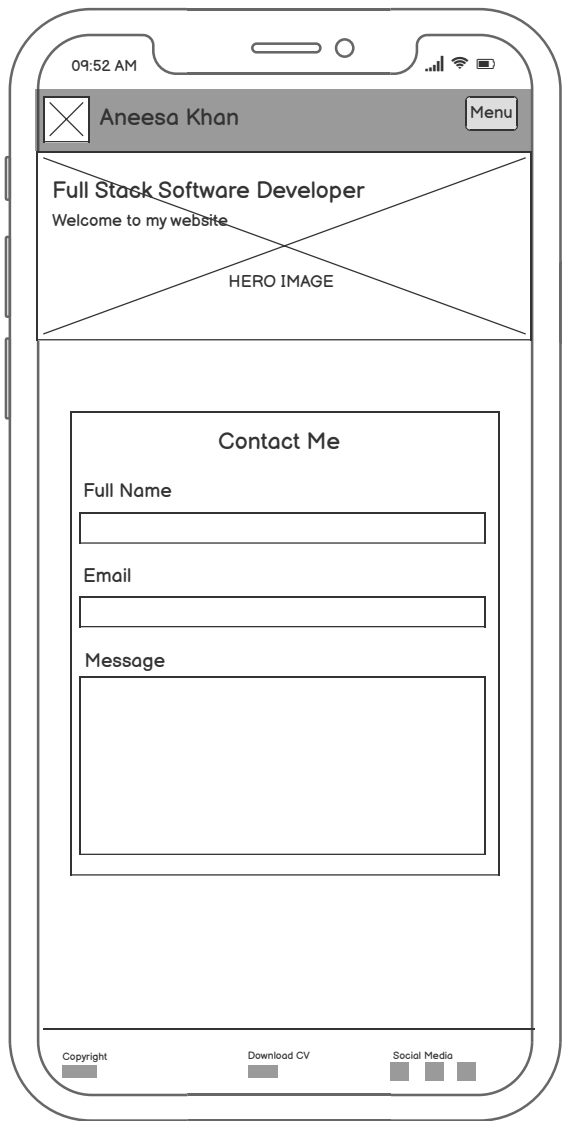 09:52 AM
Aneesa Khan
Menu
Full Stack Software Developer
Welcome to my website
HERO IMAGE
Contact Me
Full Name
Email
Message
Copyright
Download CV
Social Media